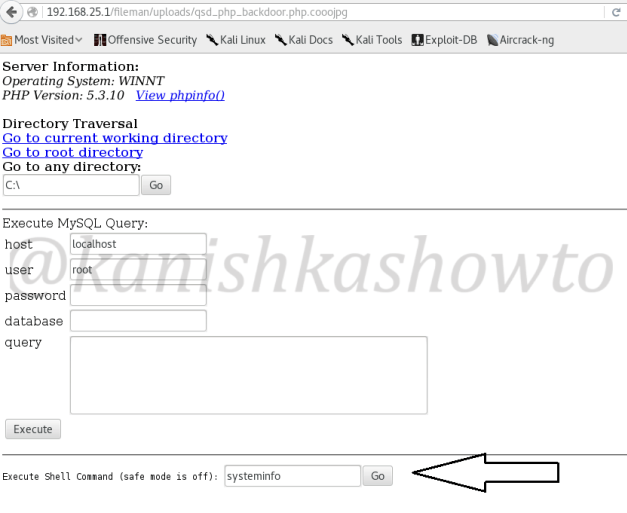 192.168.25.1/fileman/uploads/qsd_php_backdoor.php.cooojpg
Most Visited Offensive Security Kali Linux Kali Docs Kali Tools Exploit-DB Aircrack-ng
Server Information:
Operating System: WINNT
PHP Version: 5.3.10 View phpinfo()
Directory Traversal
Go to current working directory
Go to root directory
Go to any directory:
C:\ Go
Execute MySQL Query:
host localhost
user root
@kanishkashowto
password
database
query
Execute
Execute Shell Command (safe mode is off): systeminfo Go